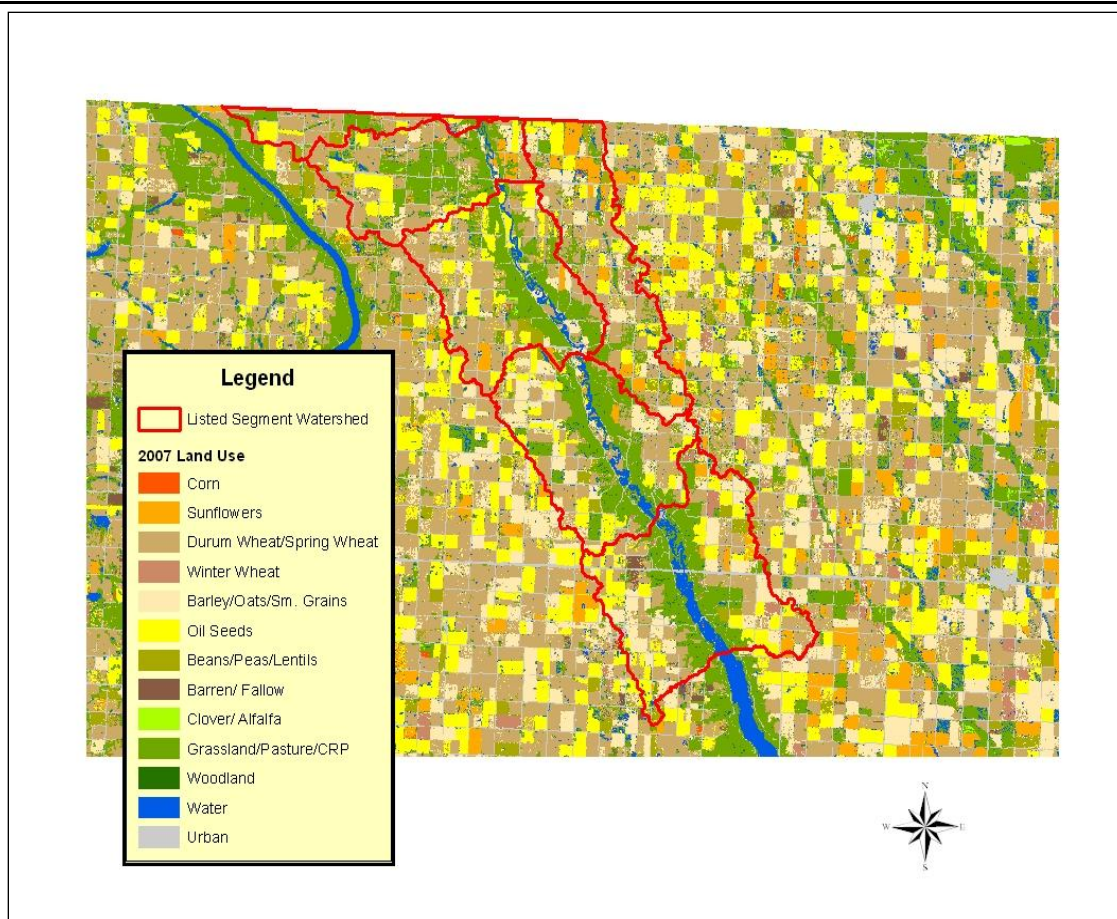 Legend
Listed Segment Watershed
2007 Land Use
Corn
Sunflowers
Durum Wheat/Spring Wheat
Winter Wheat
Barley/Oats/Sm. Grains
Oil Seeds
Beans/Peas/Lentils
Barren/ Fallow
Clover/ Alfalfa
Grassland/Pasture/CRP
Woodland
Water
Urban
N
W E
S